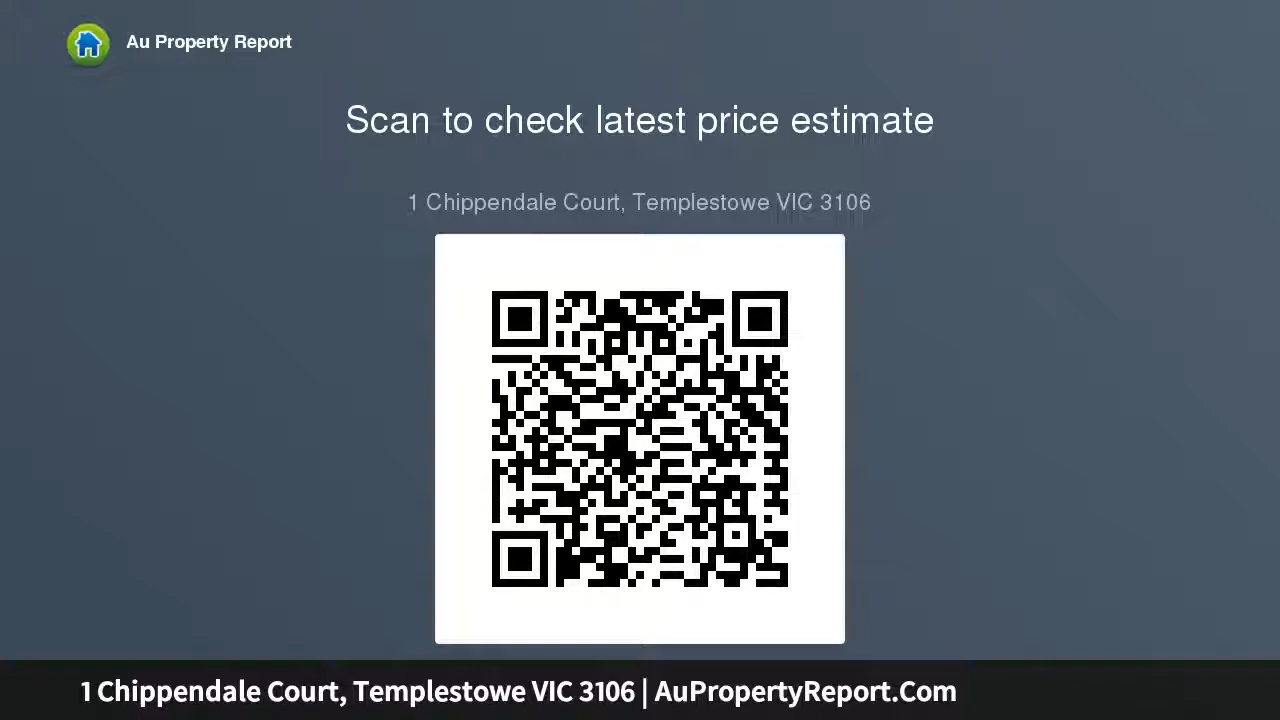 Au Property Report
Scan to check latest price estimate
1 Chippendale Court, Templestowe VIC 3106
1 Chippendale Court, Templestowe VIC 3106 | AuPropertyReport.Com